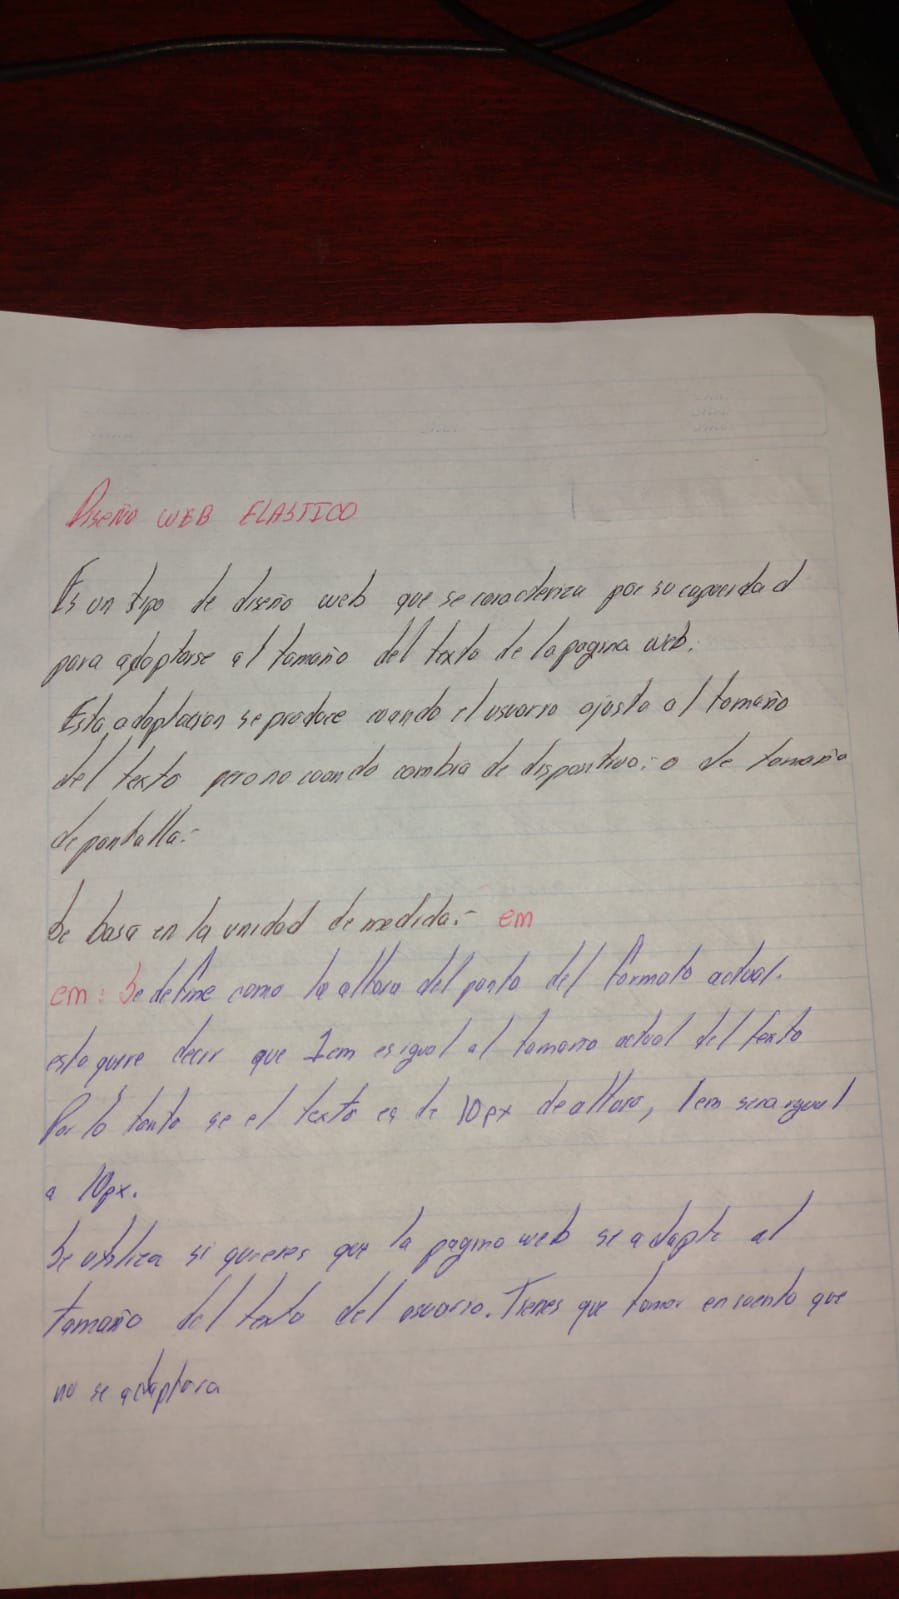 Diseño WEB ELASTICO
Es un tipo de diseño web que se caracteriza por su capacidad
para adaptarse al tamaño del texto de la pagina web.
Esta adaptacion se produce cuando el usuario ajusta al tamaño
del texto pero no cuando cambia de dispositivo.- o de tamaño
de pantalla.-
Se basa en la unidad de medida.- em
em: Se define como la altura del punto del formato actual.
esto quire decir que 1em es igual al tamaño actual del texto
Por lo tanto se el texto es de 10px de altura, 1em sera igual
a 10px.
Se utiliza si quieres que la pagina web se adapte al
tamaño del texto del usuario. Tienes que tomar en cuenta que
no se adaptara